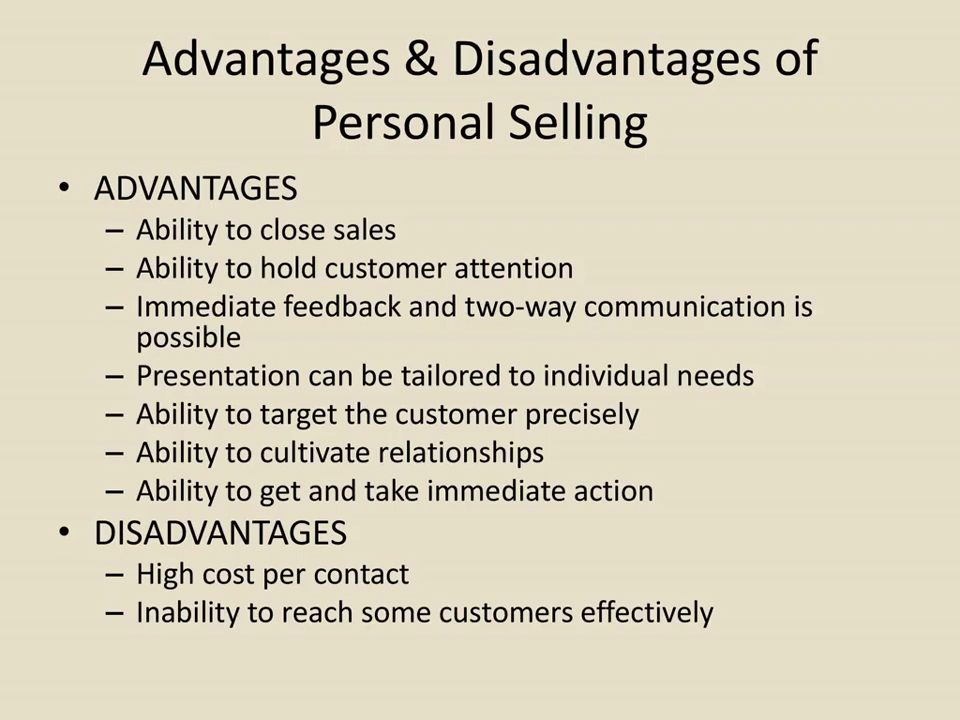 Advantages & Disadvantages of
Personal Selling
• ADVANTAGES
– Ability to close sales
– Ability to hold customer attention
– Immediate feedback and two-way communication is
possible
– Presentation can be tailored to individual needs
– Ability to target the customer precisely
– Ability to cultivate relationships
– Ability to get and take immediate action
• DISADVANTAGES
– High cost per contact
– Inability to reach some customers effectively